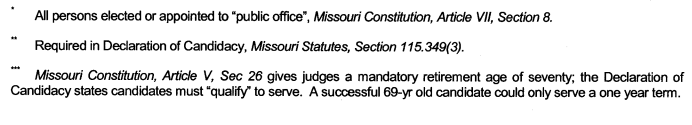 * All persons elected or appointed to “public office”, Missouri Constitution, Article VII, Section 8.
** Required in Declaration of Candidacy, Missouri Statutes, Section 115.349(3).
*** Missouri Constitution, Article V, Sec 26 gives judges a mandatory retirement age of seventy; the Declaration of
Candidacy states candidates must “qualify” to serve. A successful 69-yr old candidate could only serve a one year term.